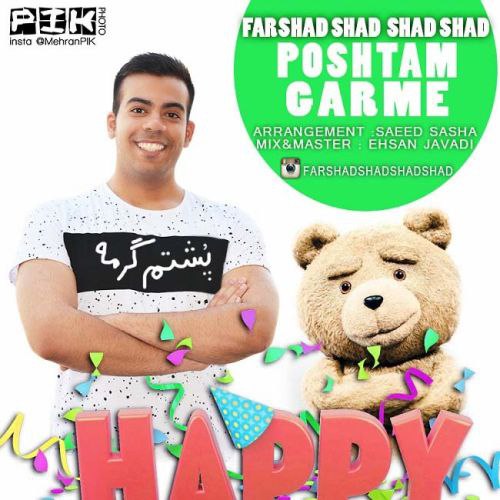 PIK
PHOTO
insta @MehranPIK
FARSHAD SHAD SHAD SHAD
POSHTAM
GARME
ARRANGEMENT :SAEED SASHA
MIX&MASTER : EHSAN JAVADI
FARSHADSHADSHADSHAD
پشتم گرمه
HAPPY